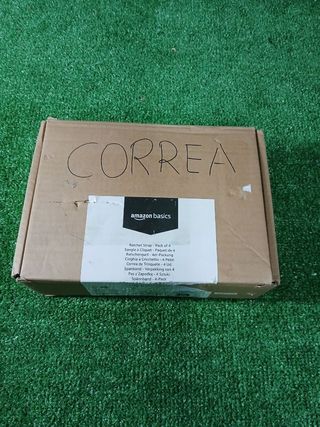 CORREA
amazon basics
Ratchet Strap - Pack of 4
Sangle à Cliquet - Paquet de 4
Ratschengurt - 4er-Packung
Cinghia a Cricchetto - 4 Pezzi
Correa de Trinquete - 4 Ud.
Spanband - Verpakking van 4
Pas z Zapadką - 4 Sztuki
Spännband - 4-Pack